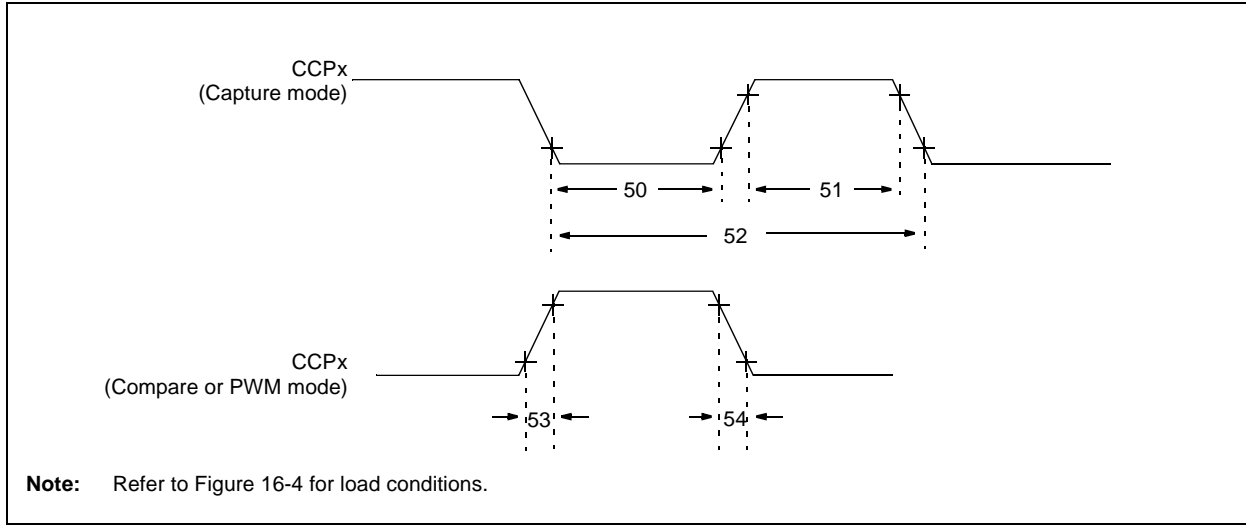 CCPx
(Capture mode)
50
51
52
CCPx
(Compare or PWM mode)
53
54
Note: Refer to Figure 16-4 for load conditions.